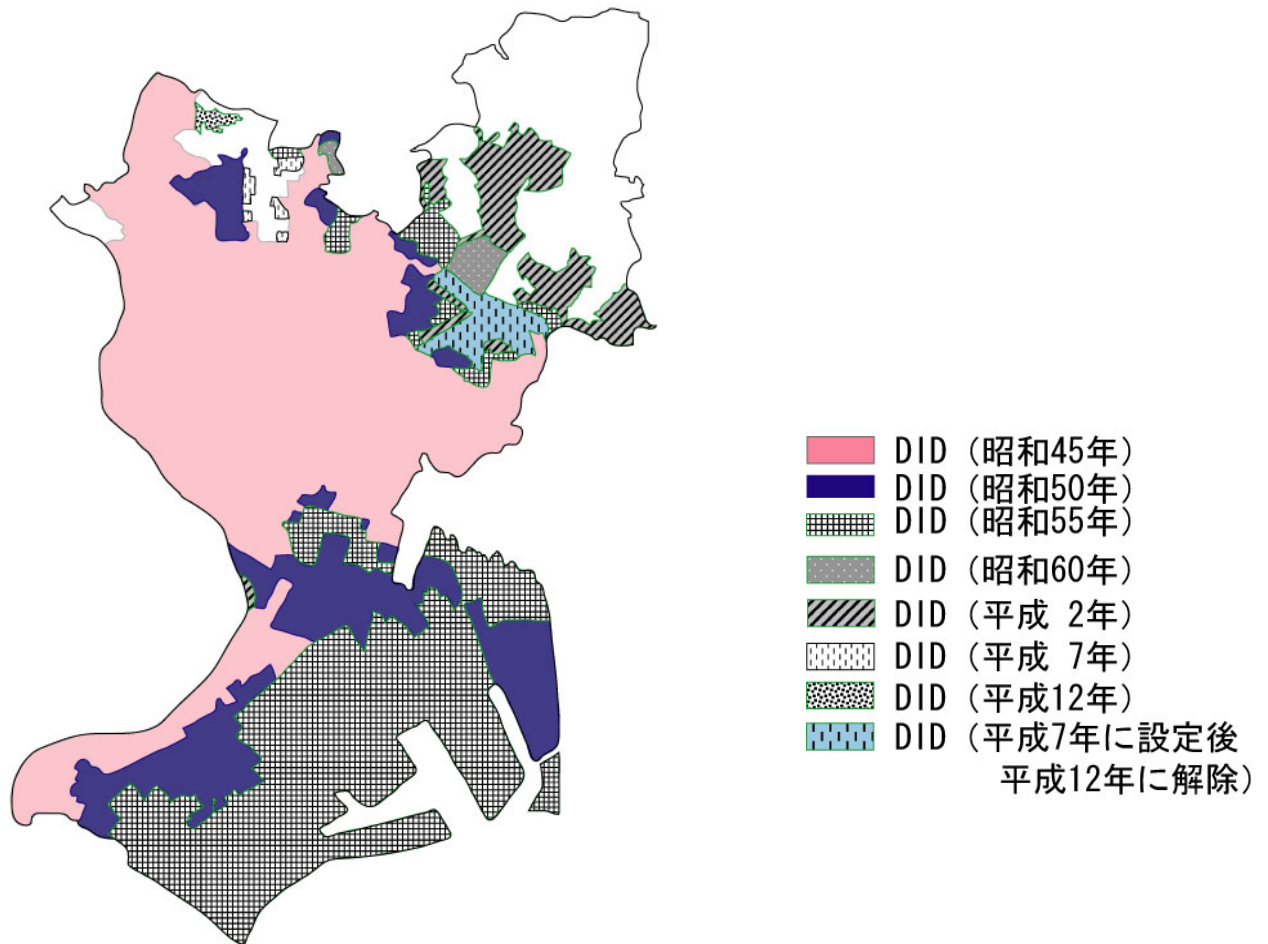 DID（昭和45年）
DID（昭和50年）
DID（昭和55年）
DID（昭和60年）
DID（平成 2年）
DID（平成 7年）
DID（平成12年）
DID（平成7年に設定後
平成12年に解除）